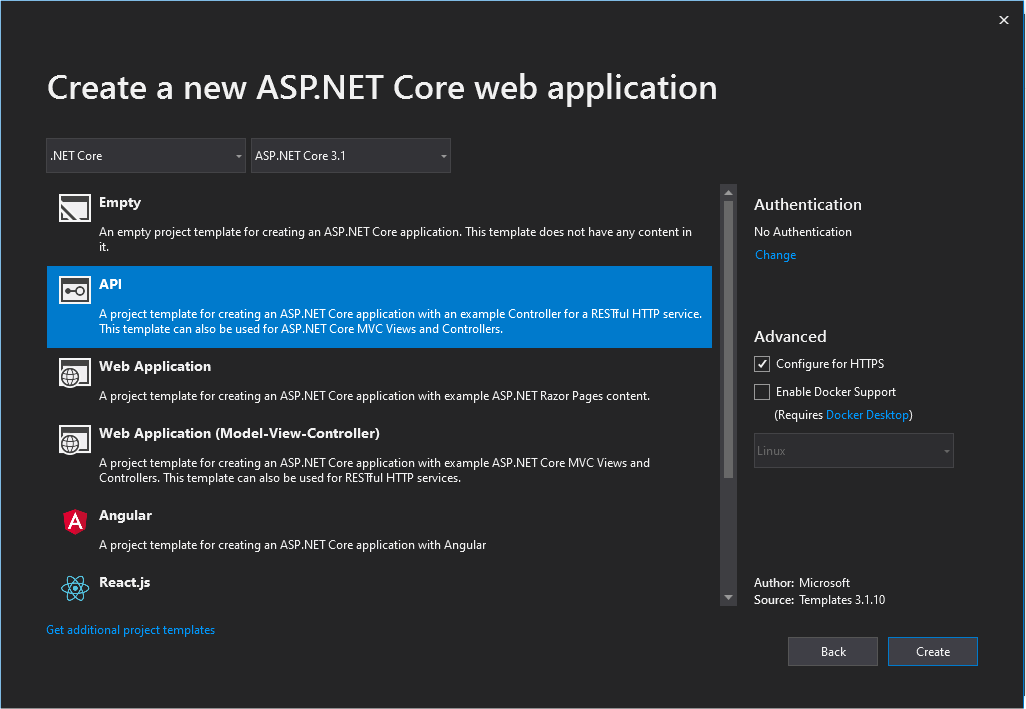 Create a new ASP.NET Core web application
.NET Core
ASP.NET Core 3.1
Empty
An empty project template for creating an ASP.NET Core application. This template does not have any content in
it.
API
A project template for creating an ASP.NET Core application with an example Controller for a RESTful HTTP service.
This template can also be used for ASP.NET Core MVC Views and Controllers.
Web Application
A project template for creating an ASP.NET Core application with example ASP.NET Razor Pages content.
Web Application (Model-View-Controller)
A project template for creating an ASP.NET Core application with example ASP.NET Core MVC Views and
Controllers. This template can also be used for RESTful HTTP services.
Angular
A project template for creating an ASP.NET Core application with Angular
React.js
Get additional project templates
Authentication
No Authentication
Change
Advanced
Configure for HTTPS
Enable Docker Support
(Requires Docker Desktop)
Linux
Author: Microsoft
Source: Templates 3.1.10
Back
Create